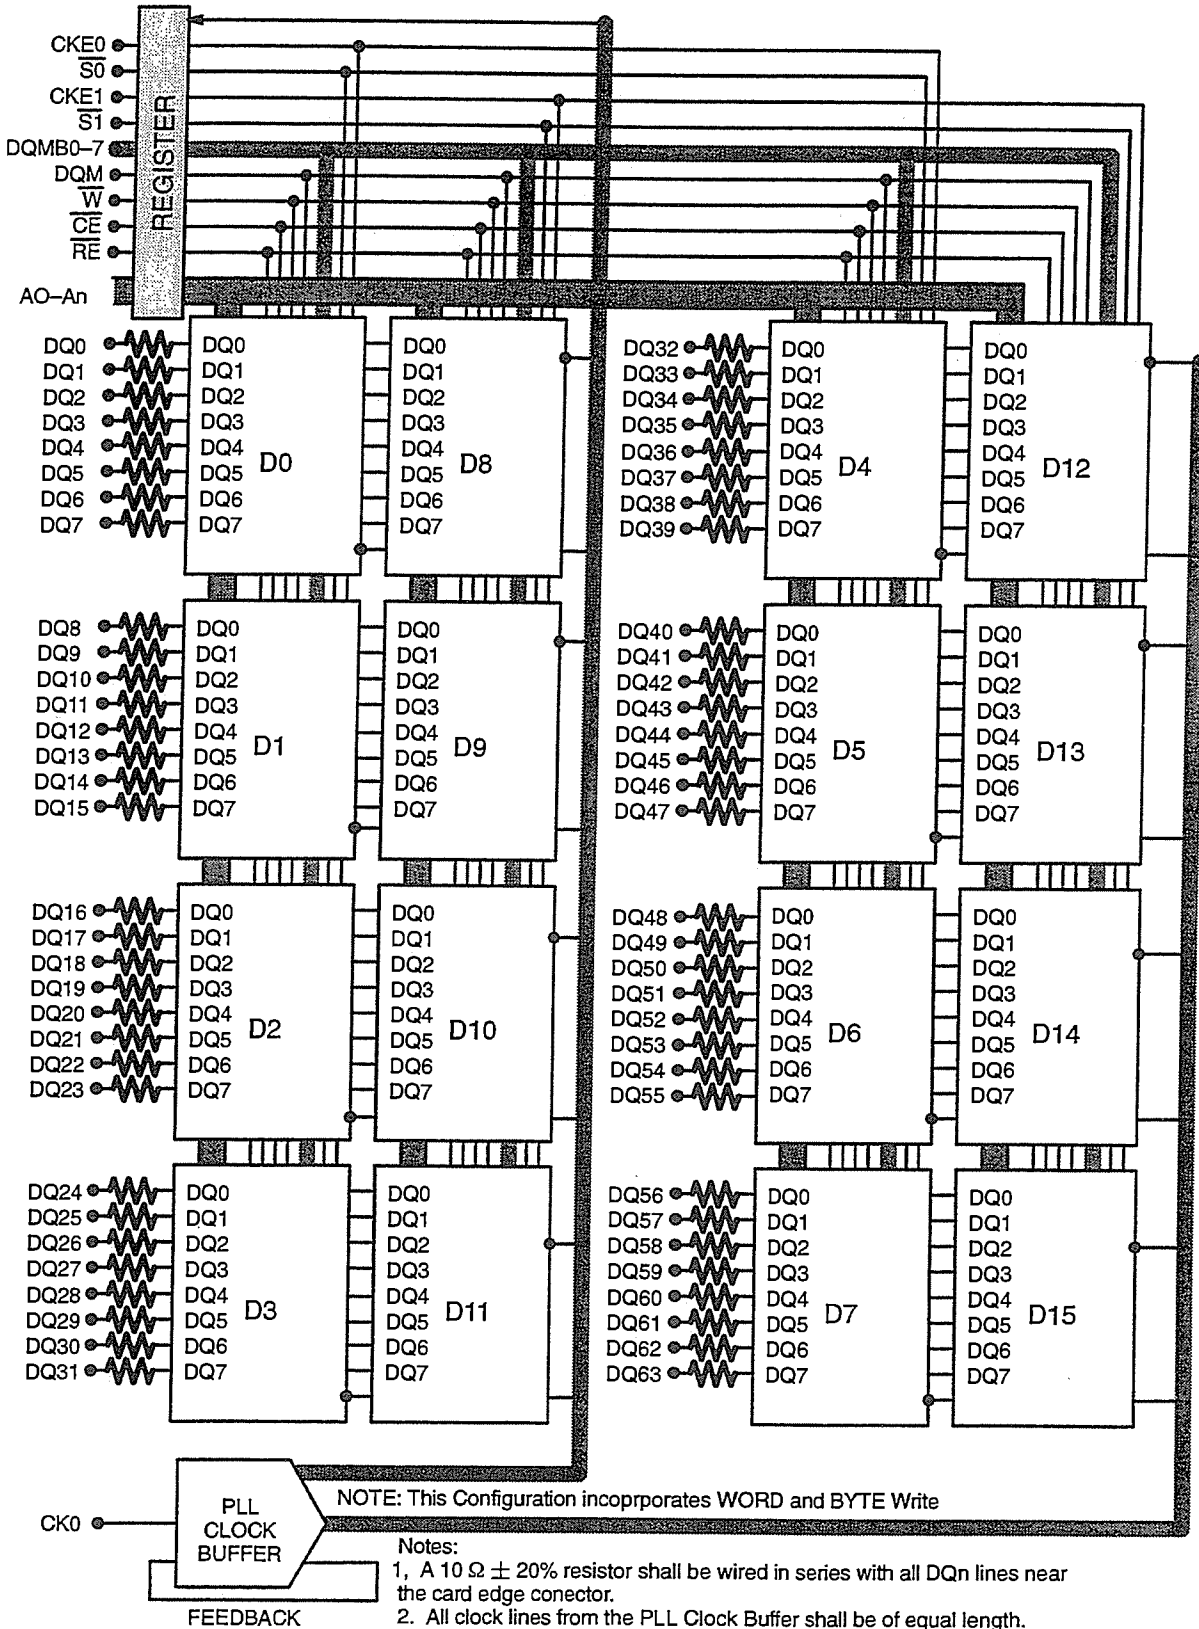 CKE0
S0
CKE1
S1
DQMB0–7
DQM
W
CE
RE
AO–An
REGISTER
DQ0 DQ0 DQ0
DQ1 DQ1 DQ1
DQ2 DQ2 DQ2
DQ3 DQ3 DQ3
DQ4 DQ4 DQ4
DQ5 DQ5 DQ5
DQ6 DQ6 DQ6
DQ7 DQ7 DQ7
D0 D8
DQ32 DQ0 DQ0
DQ33 DQ1 DQ1
DQ34 DQ2 DQ2
DQ35 DQ3 DQ3
DQ36 DQ4 DQ4
DQ37 DQ5 DQ5
DQ38 DQ6 DQ6
DQ39 DQ7 DQ7
D4 D12
DQ8 DQ0 DQ0
DQ9 DQ1 DQ1
DQ10 DQ2 DQ2
DQ11 DQ3 DQ3
DQ12 DQ4 DQ4
DQ13 DQ5 DQ5
DQ14 DQ6 DQ6
DQ15 DQ7 DQ7
D1 D9
DQ40 DQ0 DQ0
DQ41 DQ1 DQ1
DQ42 DQ2 DQ2
DQ43 DQ3 DQ3
DQ44 DQ4 DQ4
DQ45 DQ5 DQ5
DQ46 DQ6 DQ6
DQ47 DQ7 DQ7
D5 D13
DQ16 DQ0 DQ0
DQ17 DQ1 DQ1
DQ18 DQ2 DQ2
DQ19 DQ3 DQ3
DQ20 DQ4 DQ4
DQ21 DQ5 DQ5
DQ22 DQ6 DQ6
DQ23 DQ7 DQ7
D2 D10
DQ48 DQ0 DQ0
DQ49 DQ1 DQ1
DQ50 DQ2 DQ2
DQ51 DQ3 DQ3
DQ52 DQ4 DQ4
DQ53 DQ5 DQ5
DQ54 DQ6 DQ6
DQ55 DQ7 DQ7
D6 D14
DQ24 DQ0 DQ0
DQ25 DQ1 DQ1
DQ26 DQ2 DQ2
DQ27 DQ3 DQ3
DQ28 DQ4 DQ4
DQ29 DQ5 DQ5
DQ30 DQ6 DQ6
DQ31 DQ7 DQ7
D3 D11
DQ56 DQ0 DQ0
DQ57 DQ1 DQ1
DQ58 DQ2 DQ2
DQ59 DQ3 DQ3
DQ60 DQ4 DQ4
DQ61 DQ5 DQ5
DQ62 DQ6 DQ6
DQ63 DQ7 DQ7
D7 D15
CK0
PLL
CLOCK
BUFFER
FEEDBACK
NOTE: This Configuration incoprporates WORD and BYTE Write
Notes:
1, A 10 Ω ± 20% resistor shall be wired in series with all DQn lines near
the card edge conector.
2. All clock lines from the PLL Clock Buffer shall be of equal length.